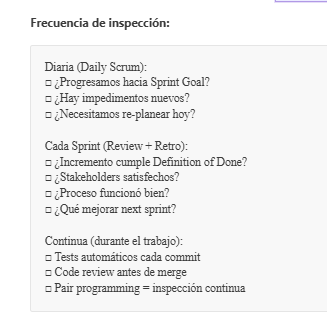 Frecuencia de inspección:
Diaria (Daily Scrum):
□ ¿Progresamos hacia Sprint Goal?
□ ¿Hay impedimentos nuevos?
□ ¿Necesitamos re-planear hoy?
Cada Sprint (Review + Retro):
□ ¿Incremento cumple Definition of Done?
□ ¿Stakeholders satisfechos?
□ ¿Proceso funcionó bien?
□ ¿Qué mejorar next sprint?
Continua (durante el trabajo):
□ Tests automáticos cada commit
□ Code review antes de merge
□ Pair programming = inspección continua